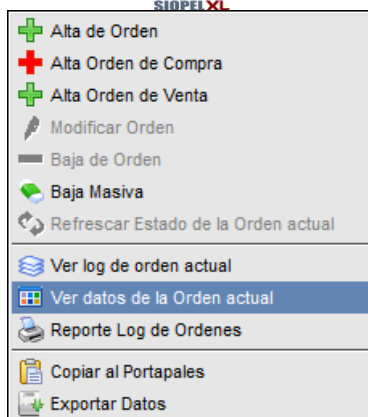 SIOPELXL
Alta de Orden
Alta Orden de Compra
Alta Orden de Venta
Modificar Orden
Baja de Orden
Baja Masiva
Refrescar Estado de la Orden actual
Ver log de orden actual
Ver datos de la Orden actual
Reporte Log de Ordenes
Copiar al Portapales
Exportar Datos